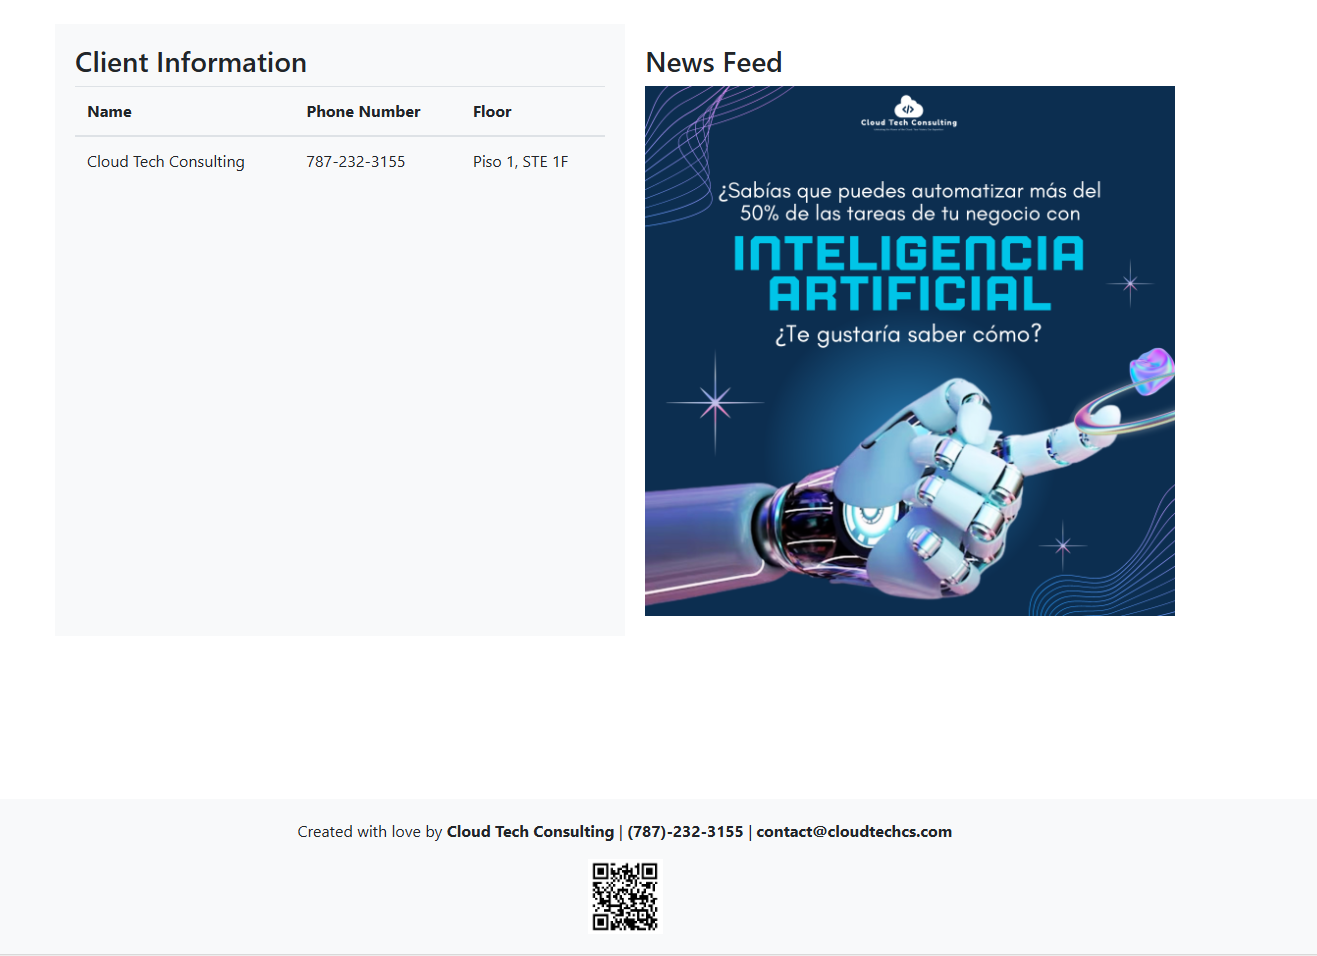 Client Information
Name Phone Number Floor
Cloud Tech Consulting 787-232-3155 Piso 1, STE 1F
News Feed
Cloud Tech Consulting
¿Sabías que puedes automatizar más del
50% de las tareas de tu negocio con
INTELIGENCIA
ARTIFICIAL
¿Te gustaría saber cómo?
Created with love by Cloud Tech Consulting | (787)-232-3155 | contact@cloudtechcs.com